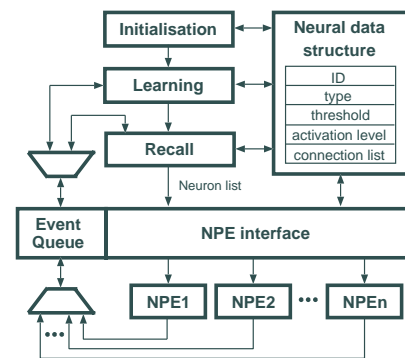 Initialisation
Neural data
structure
ID
type
threshold
activation level
connection list
Learning
Recall
Neuron list
Event
Queue
NPE interface
NPE1
NPE2
•••
NPEn
•••